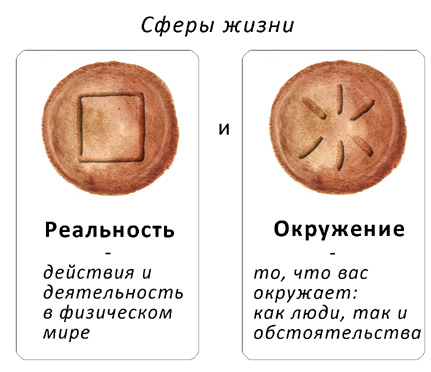 Сферы жизни
Реальность
-
действия и
деятельность
в физическом
мире
и
Окружение
-
то, что вас
окружает:
как люди, так и
обстоятельства